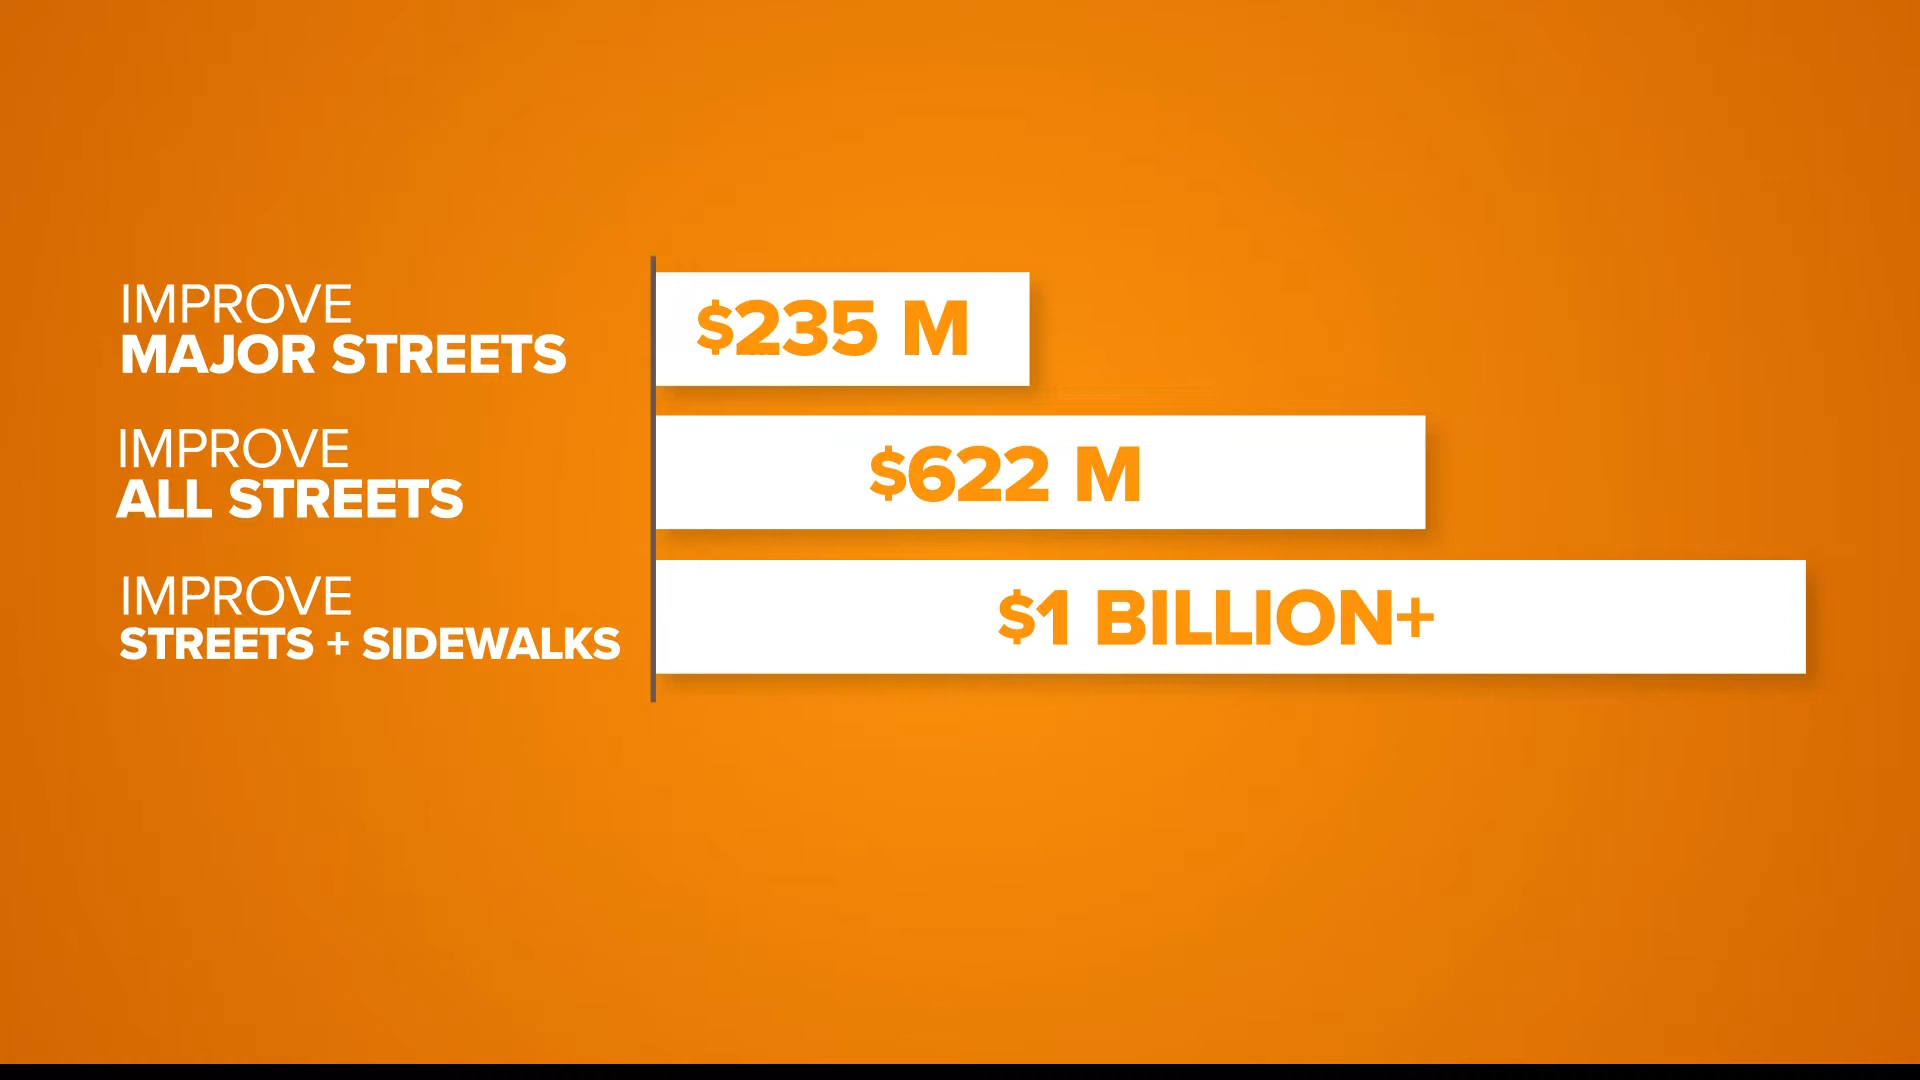 IMPROVE
MAJOR STREETS
$235 M
IMPROVE
ALL STREETS
$622 M
IMPROVE
STREETS + SIDEWALKS
$1 BILLION+